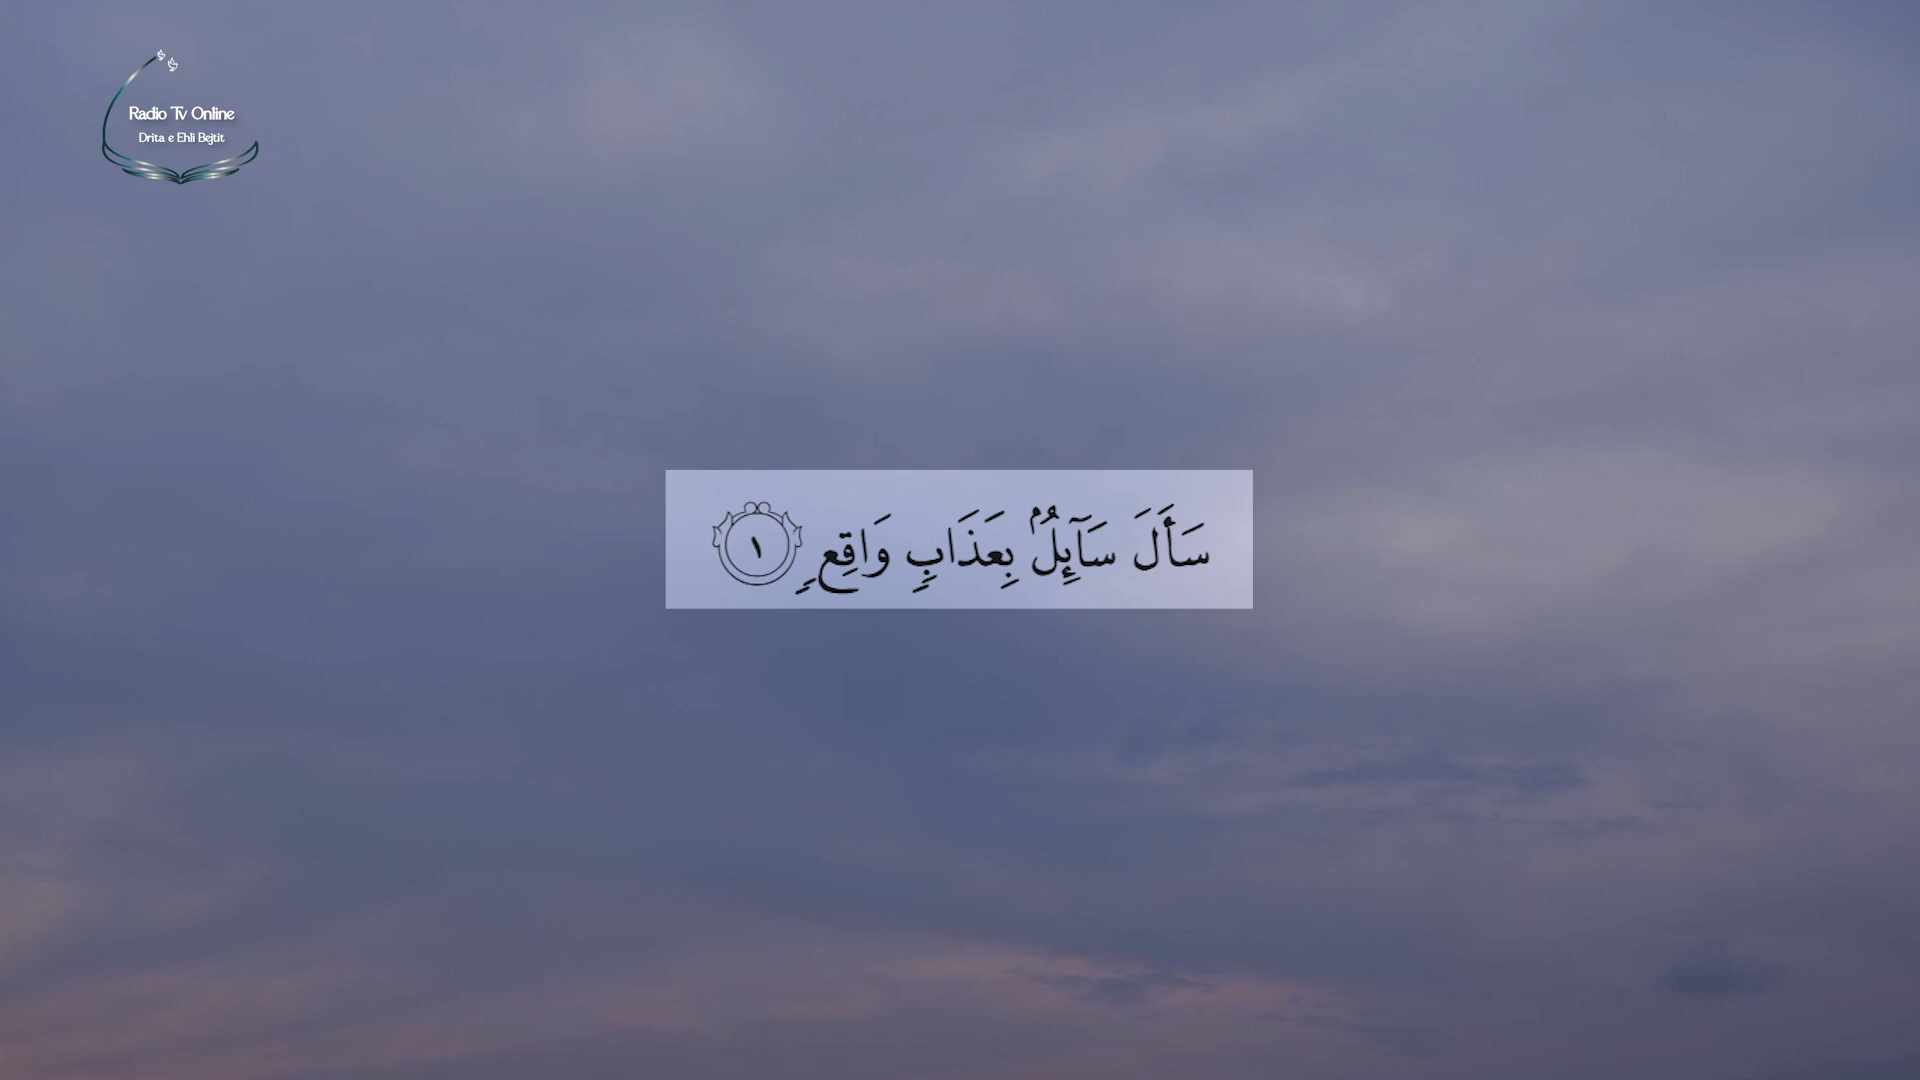 Radio Tv Online
Drita e Ehli Bejtit
سَأَلَ سَآئِلٌۢ بِعَذَابٍ وَاقِعٍ ١